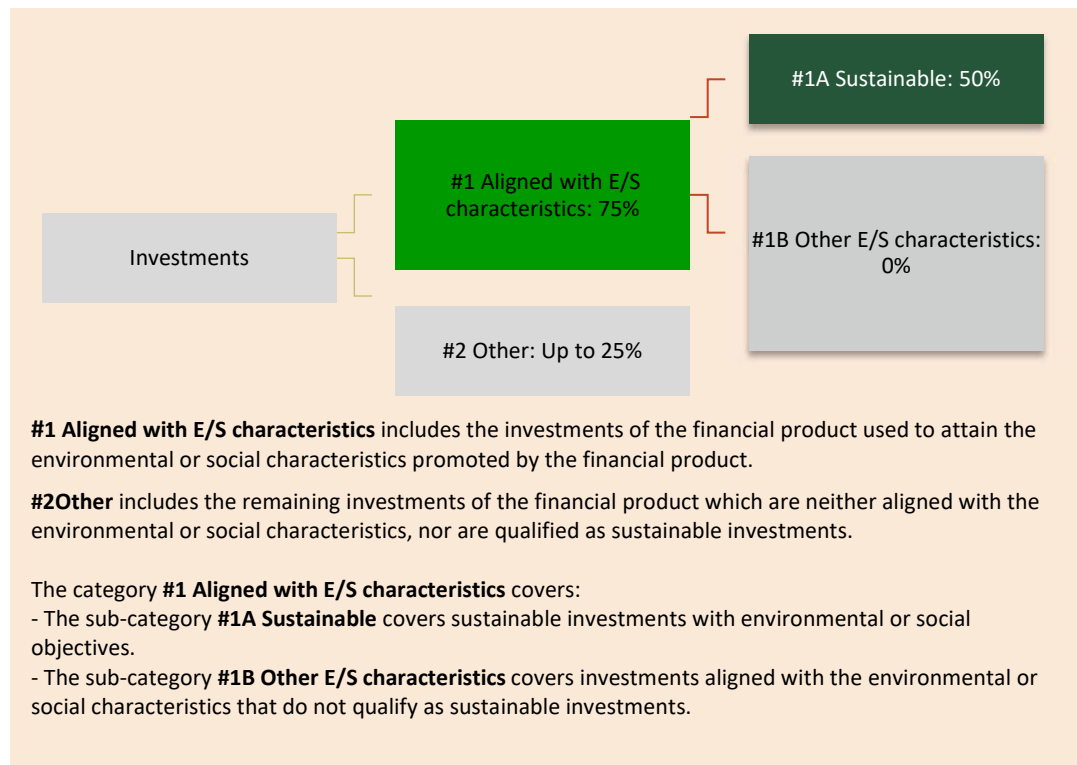 #1A Sustainable: 50%
#1 Aligned with E/S
characteristics: 75%
Investments
#1B Other E/S characteristics:
0%
#2 Other: Up to 25%
#1 Aligned with E/S characteristics includes the investments of the financial product used to attain the
environmental or social characteristics promoted by the financial product.
#2Other includes the remaining investments of the financial product which are neither aligned with the
environmental or social characteristics, nor are qualified as sustainable investments.
The category #1 Aligned with E/S characteristics covers:
- The sub-category #1A Sustainable covers sustainable investments with environmental or social
objectives.
- The sub-category #1B Other E/S characteristics covers investments aligned with the environmental or
social characteristics that do not qualify as sustainable investments.